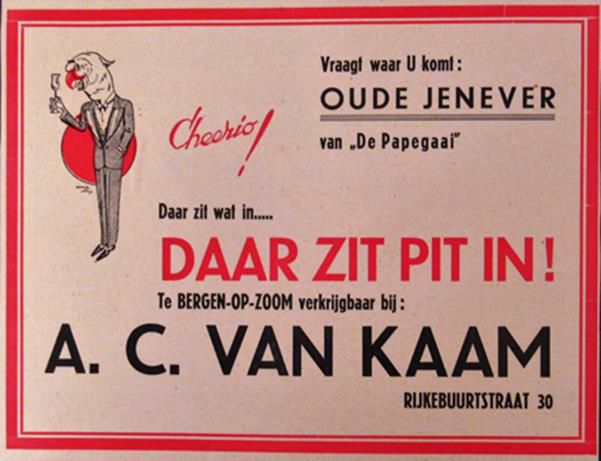 Vraagt waar U komt:
OUDE JENEVER
van „De Papegaai"
Cheerio!
Daar zit wat in.....
DAAR ZIT PIT IN!
Te BERGEN-OP-ZOOM verkrijgbaar bij:
A. C. VAN KAAM
RIJKEBUURTSTRAAT 30